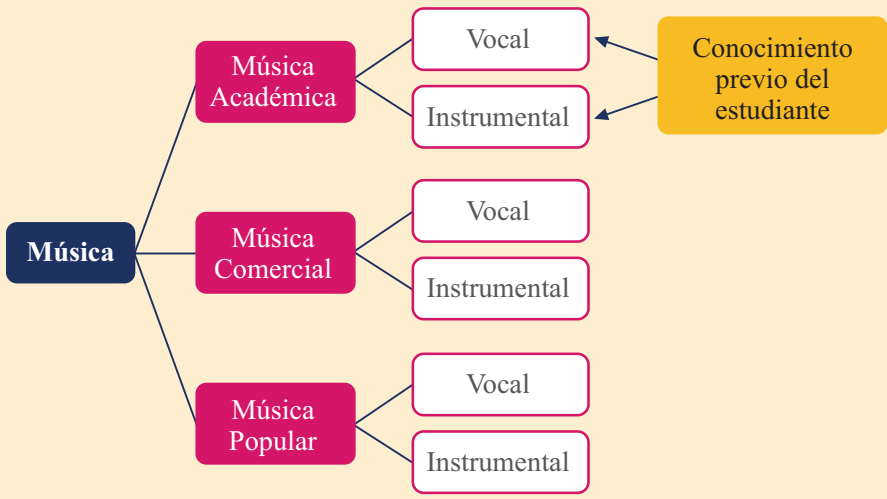 Música
Música
Académica
Vocal
Instrumental
Conocimiento
previo del
estudiante
Música
Comercial
Vocal
Instrumental
Música
Popular
Vocal
Instrumental